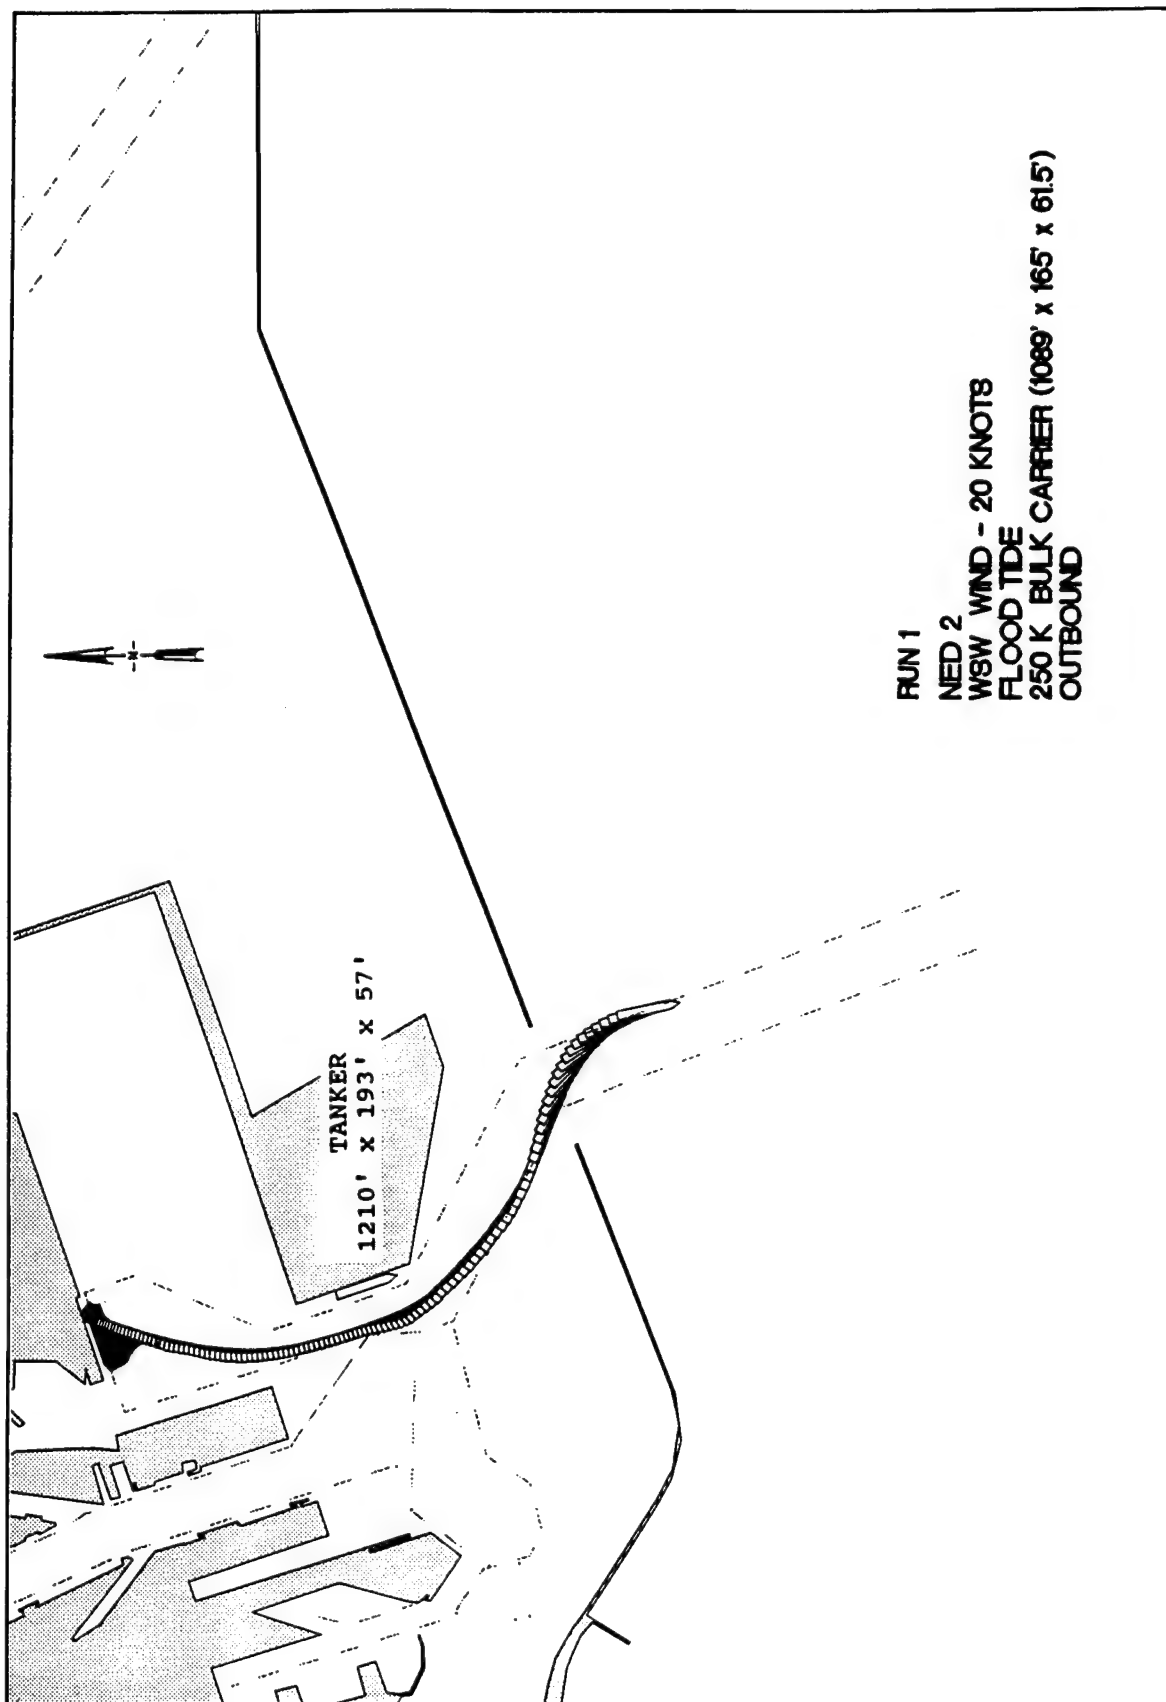 N
TANKER
1210' x 193' x 57'
RUN 1
NED 2
WSW WIND - 20 KNOTS
FLOOD TIDE
250 K BULK CARRIER (1089' x 165' x 61.5')
OUTBOUND